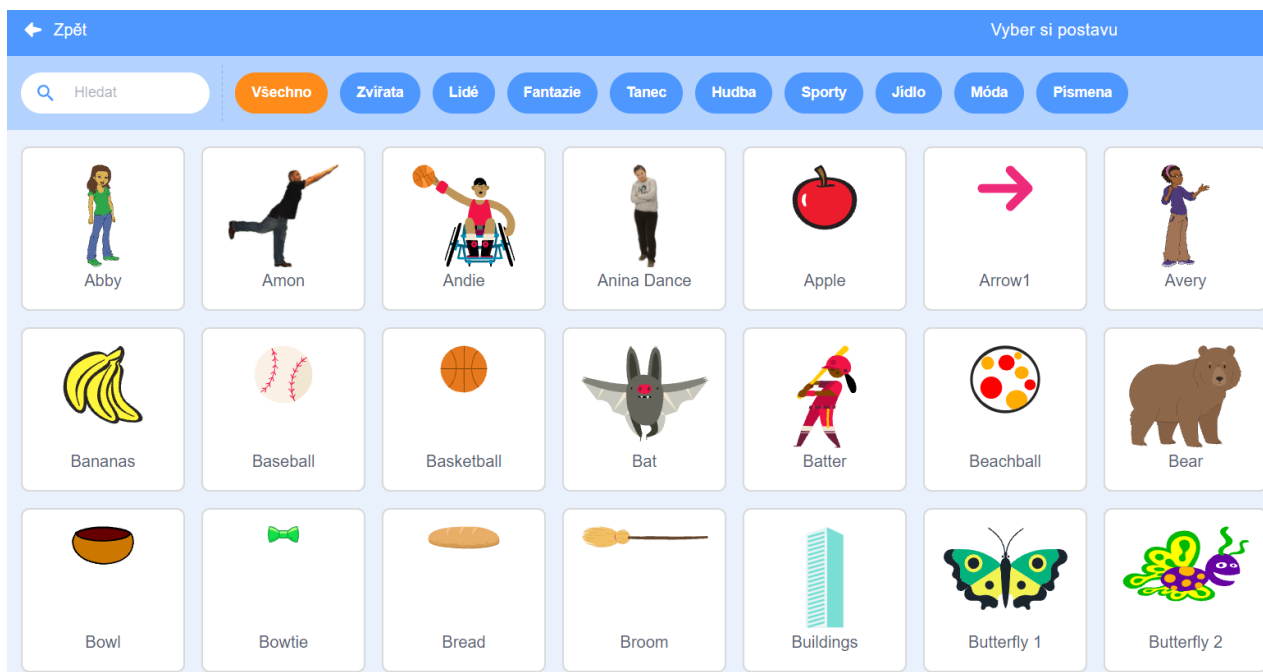 Zpět
Vyber si postavu
Hledat
Všechno Zvířata Lidé Fantazie Tanec Hudba Sporty Jídlo Móda Písmena
Abby Amon Andie Anina Dance Apple Arrow1 Avery
Bananas Baseball Basketball Bat Batter Beachball Bear
Bowl Bowtie Bread Broom Buildings Butterfly 1 Butterfly 2